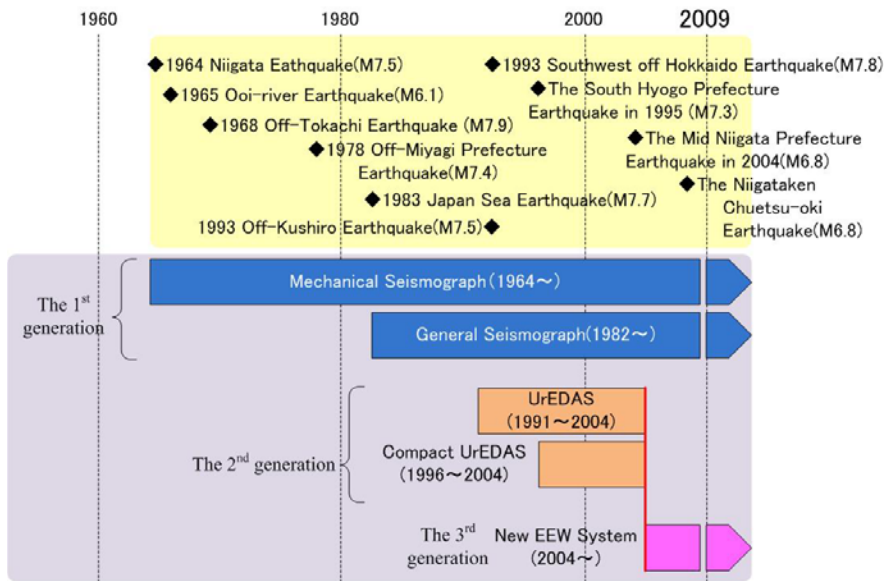 1960 1980 2000 2009
1964 Niigata Eathquake(M7.5)
1965 Ooi-river Earthquake(M6.1)
1968 Off-Tokachi Earthquake (M7.9)
1978 Off-Miyagi Prefecture
Earthquake(M7.4)
1983 Japan Sea Earthquake(M7.7)
1993 Off-Kushiro Earthquake(M7.5)
1993 Southwest off Hokkaido Earthquake(M7.8)
The South Hyogo Prefecture
Earthquake in 1995 (M7.3)
The Mid Niigata Prefecture
Earthquake in 2004(M6.8)
The Niigataken
Chuetsu-oki
Earthquake(M6.8)
The 1st
generation
Mechanical Seismograph(1964~)
General Seismograph(1982~)
The 2nd generation
UrEDAS
(1991~2004)
Compact UrEDAS
(1996~2004)
The 3rd
generation
New EEW System
(2004~)